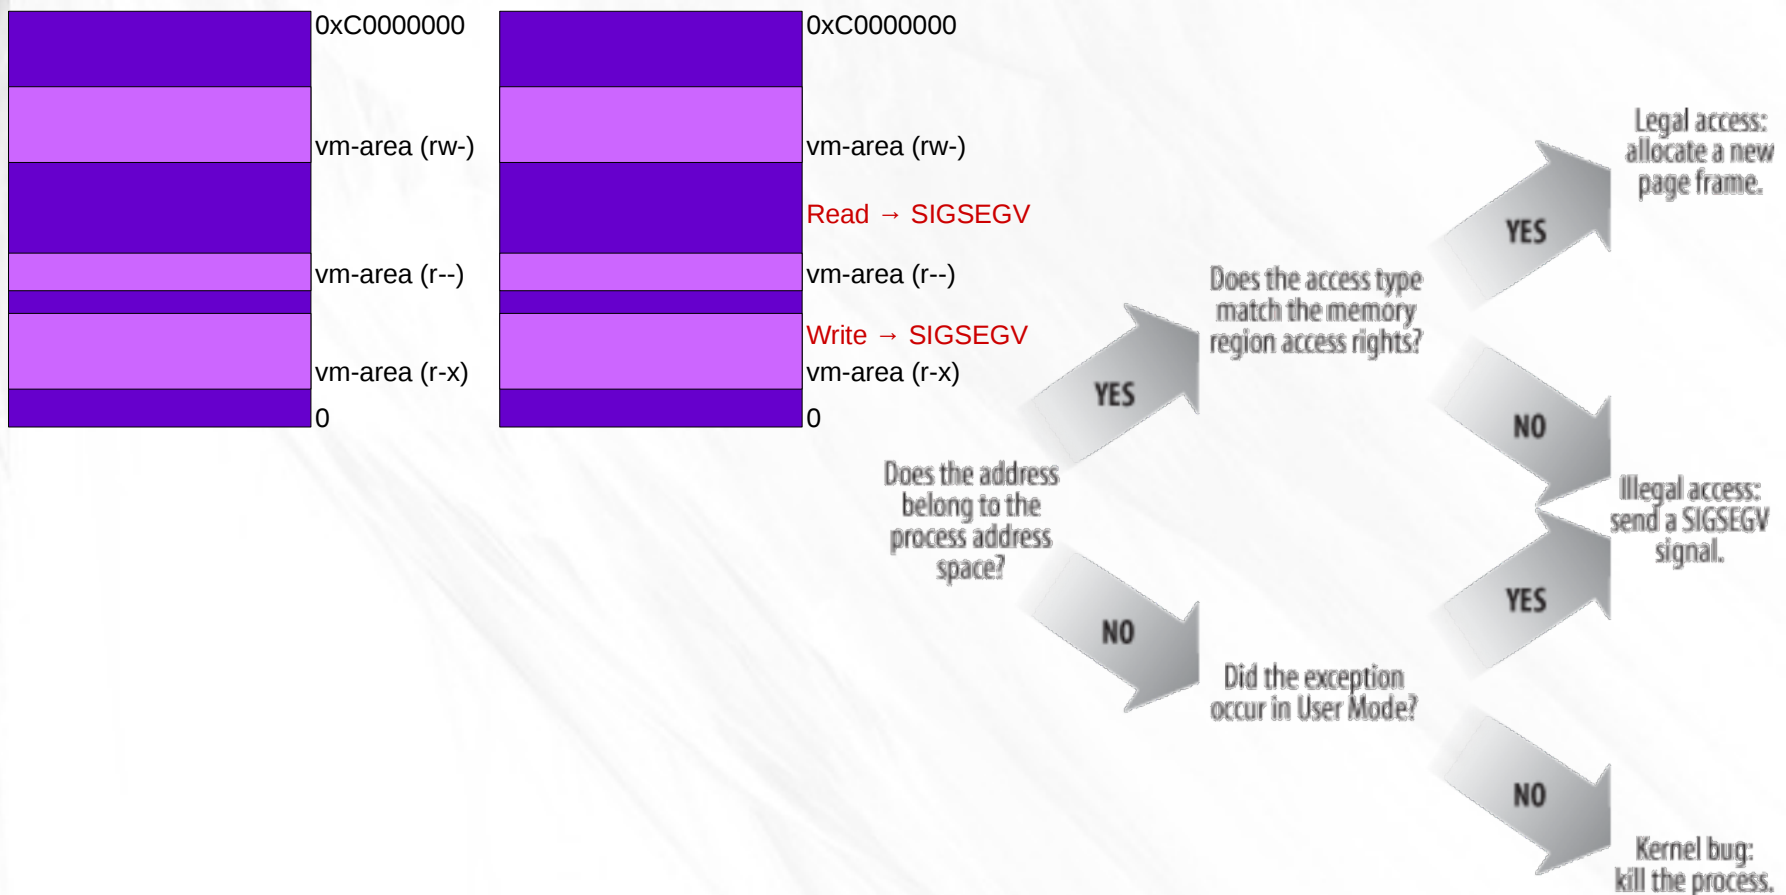 0xC0000000
vm-area (rw-)
vm-area (r--)
vm-area (r-x)
0
0xC0000000
vm-area (rw-)
Read → SIGSEGV
vm-area (r--)
Write → SIGSEGV
vm-area (r-x)
0
Does the address
belong to the
process address
space?
YES
NO
Does the access type
match the memory
region access rights?
YES
NO
Did the exception
occur in User Mode?
YES
NO
Legal access:
allocate a new
page frame.
Illegal access:
send a SIGSEGV
signal.
Kernel bug:
kill the process.